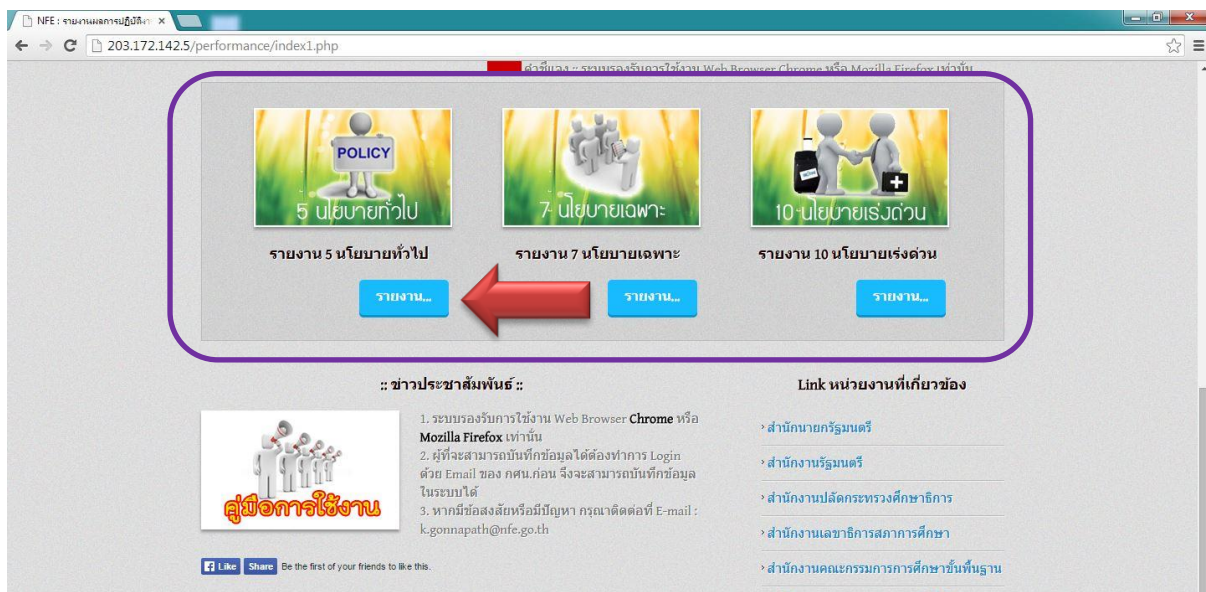 NFE : รายงานผลการปฏิบัติงา
203.172.142.5/performance/index1.php
คำชี้แจง :: ระบบรองรับการใช้งาน Web Browser Chrome หรือ Mozilla Firefox เท่านั้น
POLICY
5 นโยบายทั่วไป
7 นโยบายเฉพาะ
10 นโยบายเร่งด่วน
รายงาน 5 นโยบายทั่วไป
รายงาน 7 นโยบายเฉพาะ
รายงาน 10 นโยบายเร่งด่วน
รายงาน...
รายงาน...
รายงาน...
:: ข่าวประชาสัมพันธ์ ::
คู่มือการใช้งาน
1. ระบบรองรับการใช้งาน Web Browser Chrome หรือ
Mozilla Firefox เท่านั้น
2. ผู้ที่จะสามารถบันทึกข้อมูลได้ต้องทำการ Login
ด้วย Email ของ กศน.ก่อน จึงจะสามารถบันทึกข้อมูล
ในระบบได้
3. หากมีข้อสงสัยหรือมีปัญหา กรุณาติดต่อที่ E-mail :
k.gonnapath@nfe.go.th
Like Share Be the first of your friends to like this.
Link หน่วยงานที่เกี่ยวข้อง
› สำนักนายกรัฐมนตรี
› สำนักงานรัฐมนตรี
› สำนักงานปลัดกระทรวงศึกษาธิการ
› สำนักงานเลขาธิการสภาการศึกษา
› สำนักงานคณะกรรมการการศึกษาขั้นพื้นฐาน